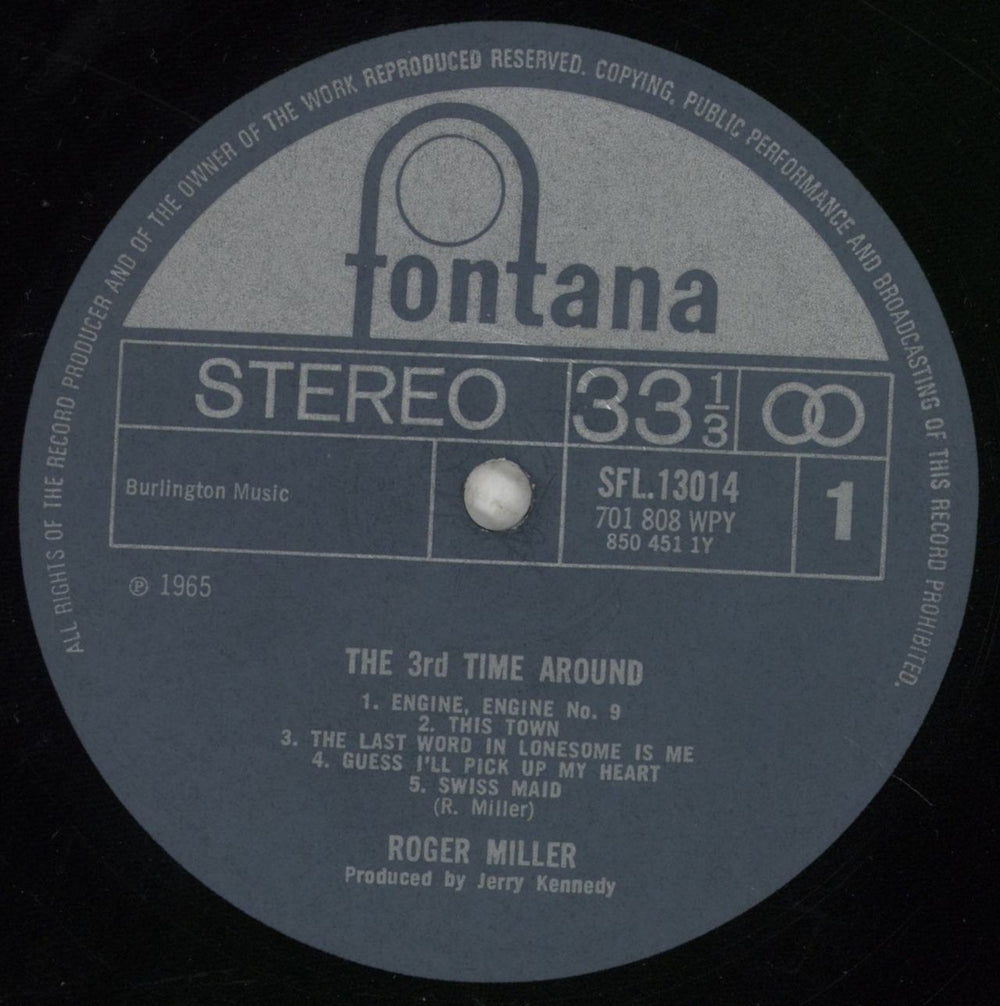 ALL RIGHTS OF THE RECORD PRODUCER AND OF THE OWNER OF THE WORK REPRODUCED RESERVED. COPYING, PUBLIC PERFORMANCE AND BROADCASTING OF THIS RECORD PROHIBITED.
fontana
STEREO 33 1/3
Burlington Music
SFL.13014
701 808 WPY
850 451 1Y
1
℗ 1965
THE 3rd TIME AROUND
1. ENGINE, ENGINE No. 9
2. THIS TOWN
3. THE LAST WORD IN LONESOME IS ME
4. GUESS I'LL PICK UP MY HEART
5. SWISS MAID
(R. Miller)
ROGER MILLER
Produced by Jerry Kennedy